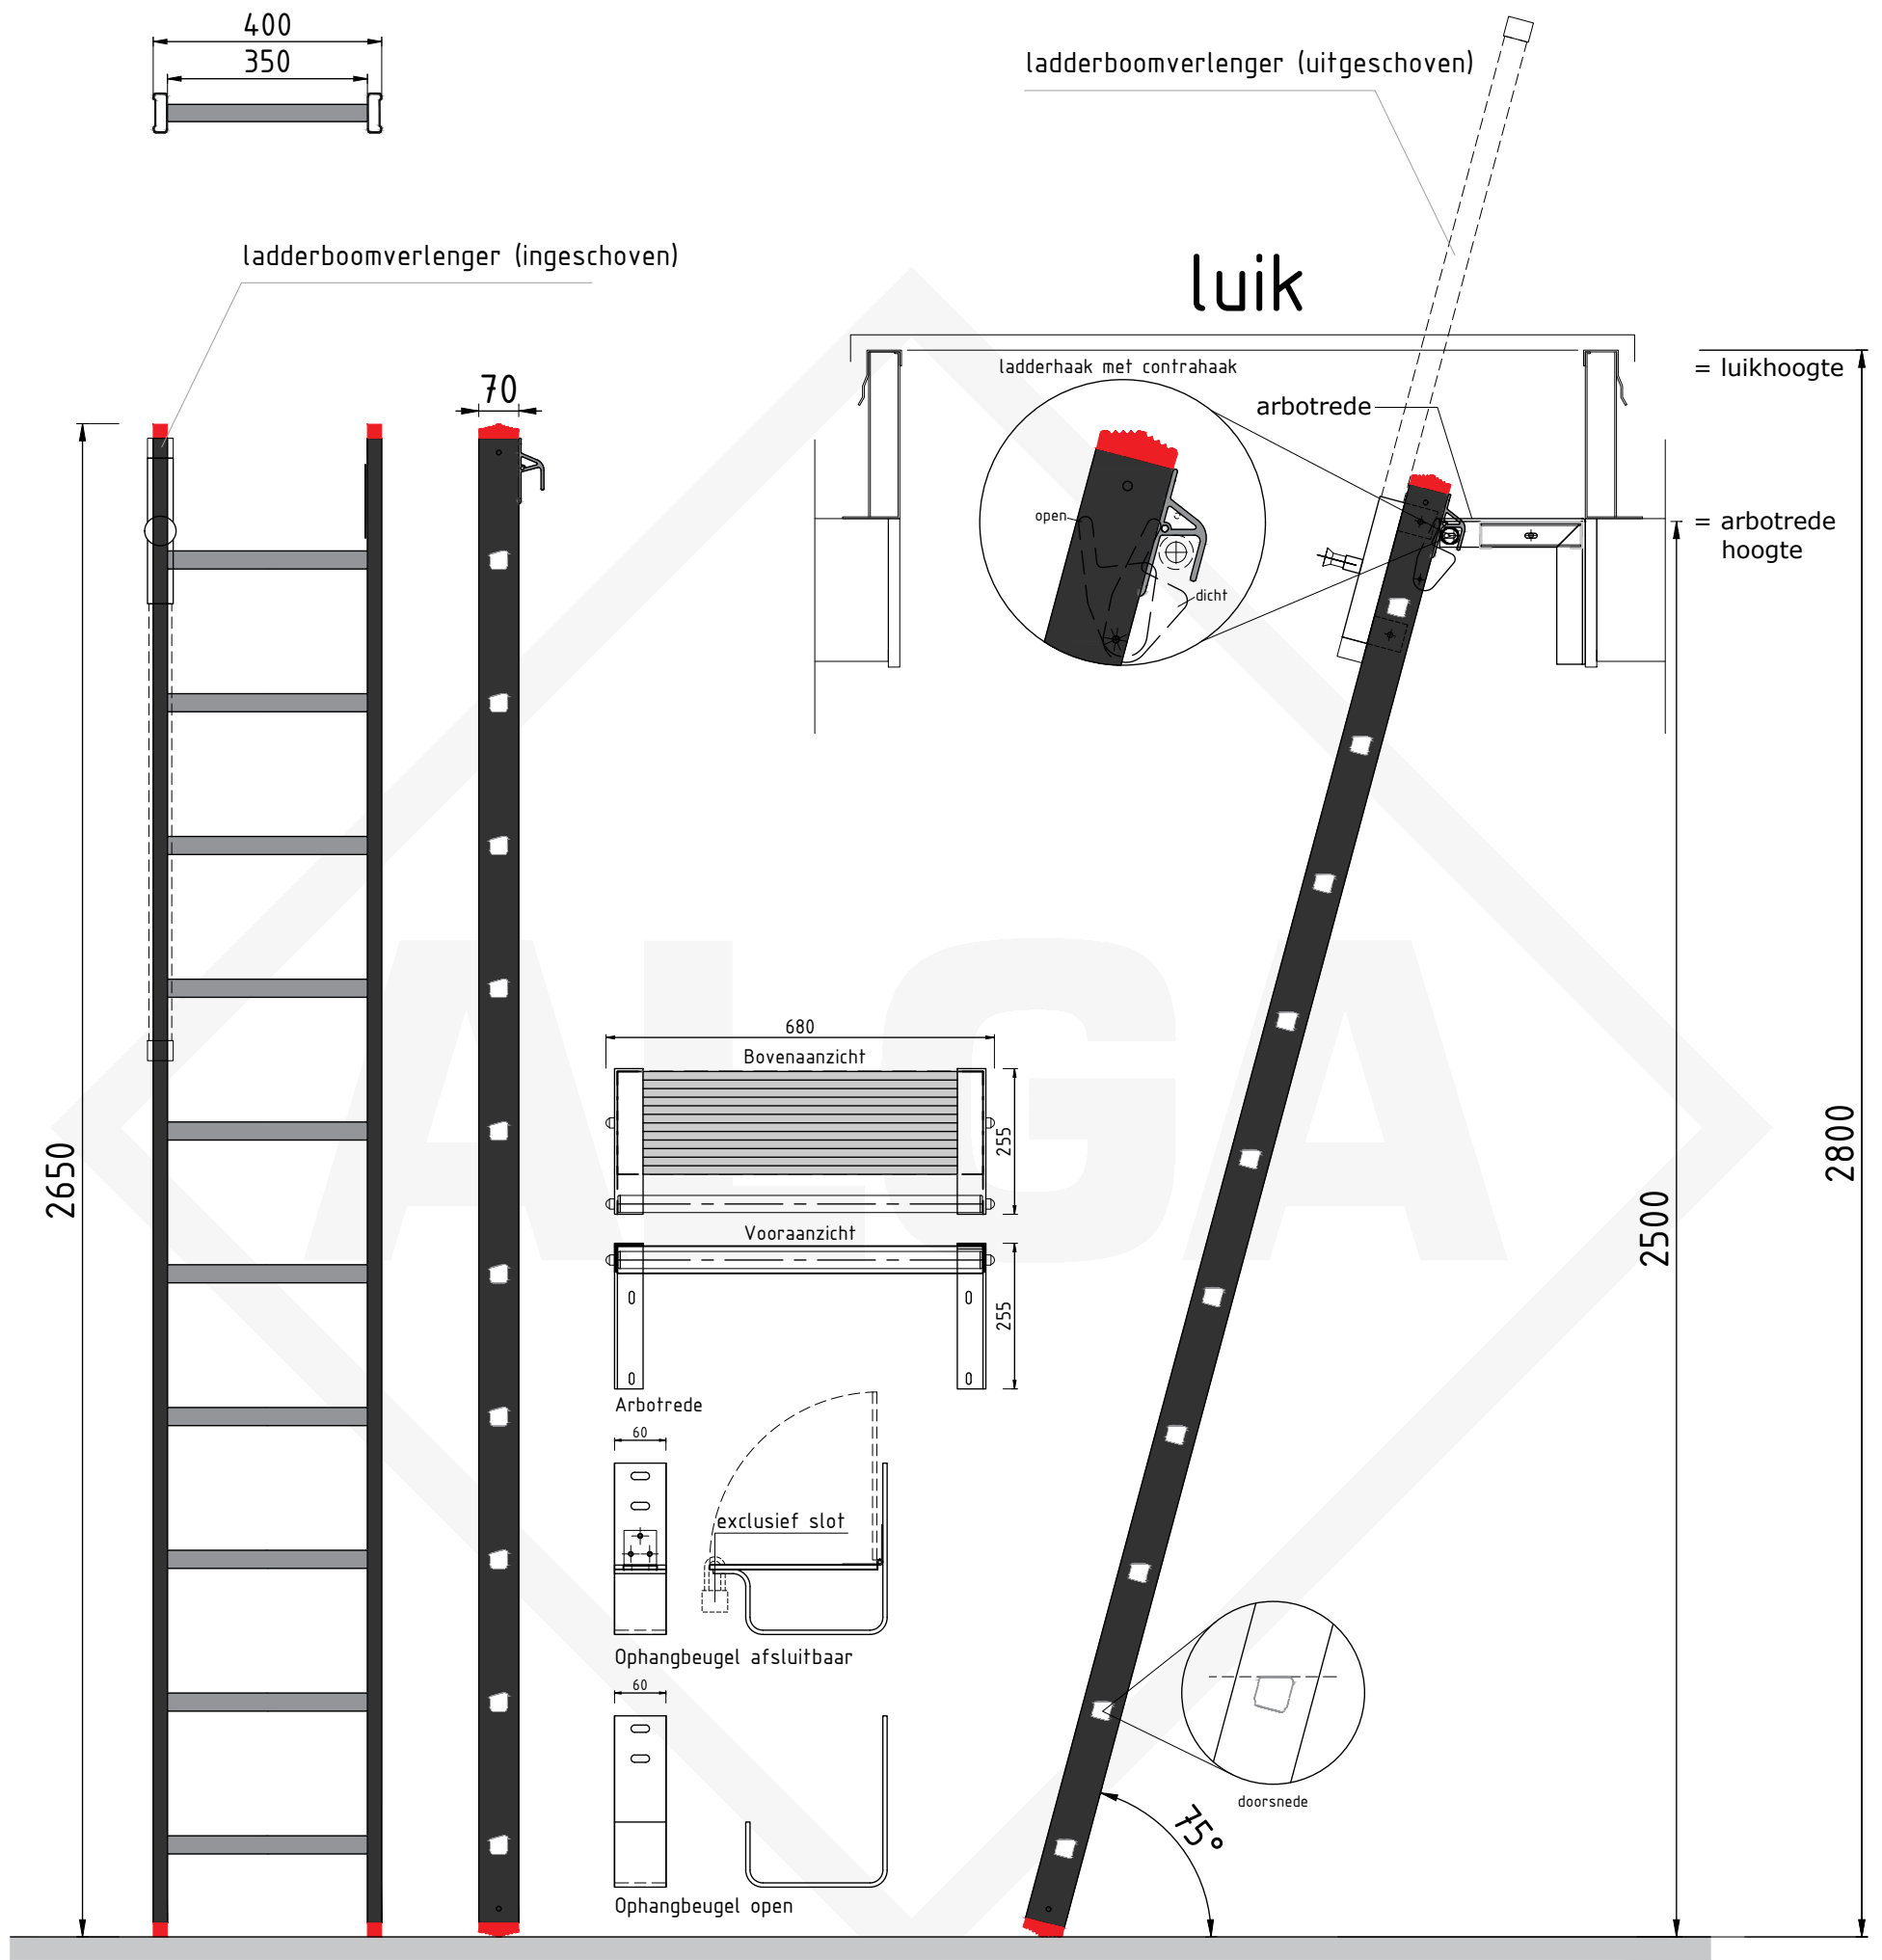 400
350
ladderboomverlenger (uitgeschoven)
ladderboomverlenger (ingeschoven)
luik
ladderhaak met contrahaak
= luikhoogte
70
arbotrede
open
= arbotrede
hoogte
dicht
ALGA
680
Bovenaanzicht
255
2650
2800
2500
Vooraanzicht
255
Arbotrede
60
exclusief slot
Ophangbeugel afsluitbaar
60
doorsnede
75°
Ophangbeugel open